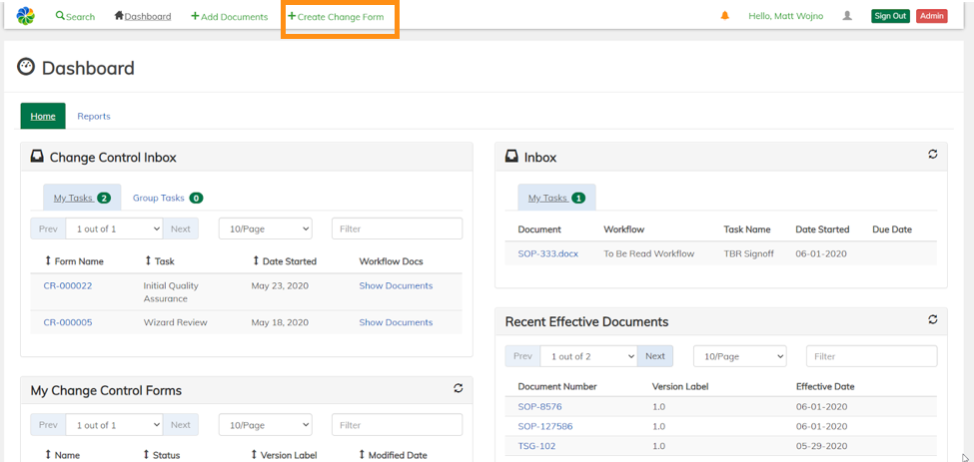 Search Dashboard +Add Documents +Create Change Form Hello, Matt Wojno Sign Out Admin
Dashboard
Home Reports
Change Control Inbox
My Tasks 2 Group Tasks 0
Prev 1 out of 1 Next 10/Page Filter
Form Name Task Date Started Workflow Docs
CR-000022 Initial Quality Assurance May 23, 2020 Show Documents
CR-000005 Wizard Review May 18, 2020 Show Documents
My Change Control Forms
Prev 1 out of 1 Next 10/Page Filter
Name Status Version Label Modified Date
Inbox
My Tasks 1
Document Workflow Task Name Date Started Due Date
SOP-333.docx To Be Read Workflow TBR Signoff 06-01-2020
Recent Effective Documents
Prev 1 out of 2 Next 10/Page Filter
Document Number Version Label Effective Date
SOP-8576 1.0 06-01-2020
SOP-127586 1.0 06-01-2020
TSG-102 1.0 05-29-2020